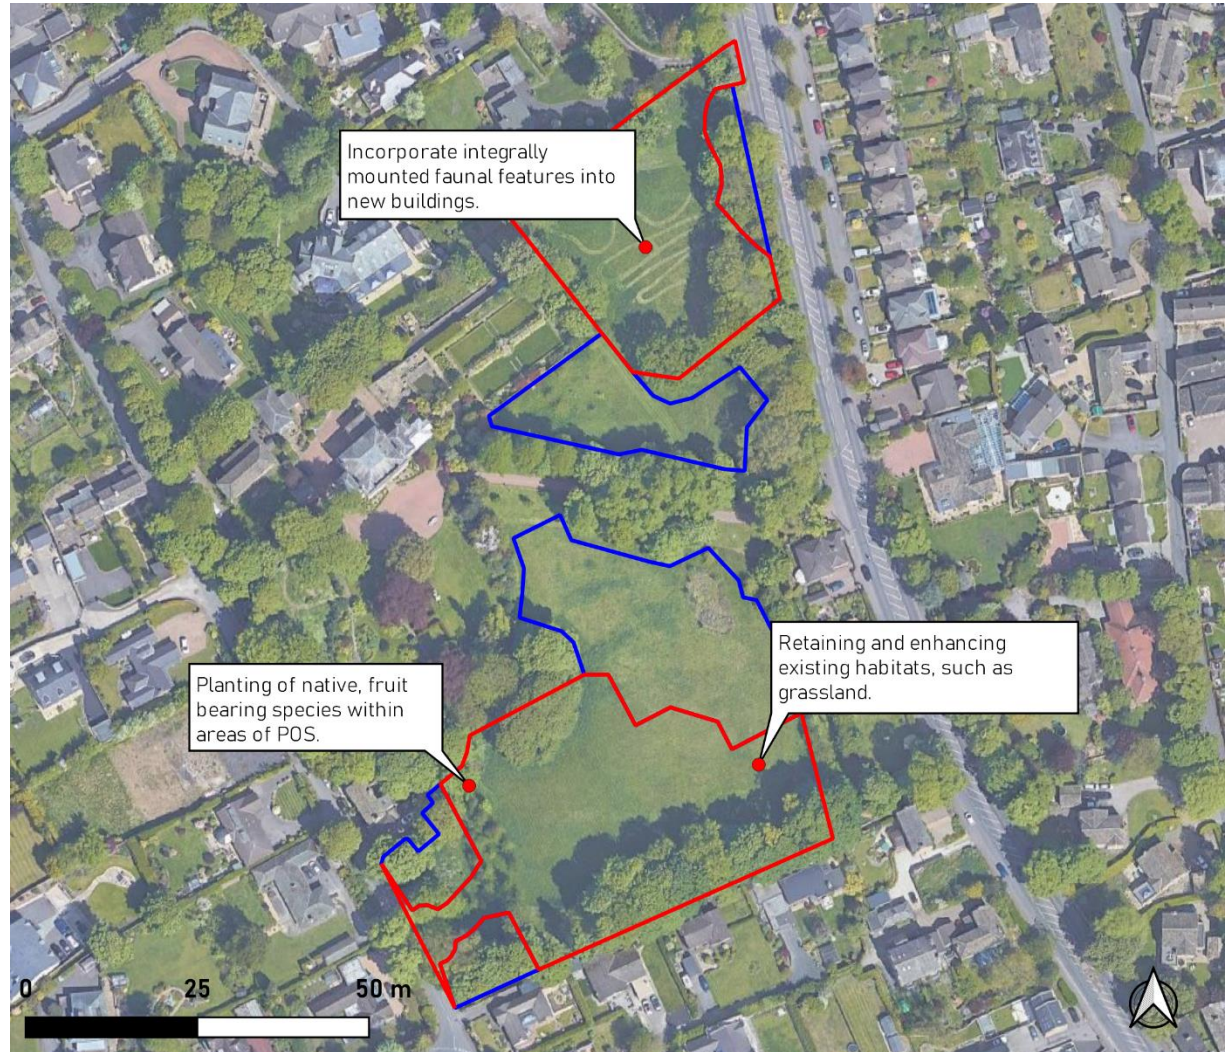 Incorporate integrally
mounted faunal features into
new buildings.
Retaining and enhancing
existing habitats, such as
grassland.
Planting of native, fruit
bearing species within
areas of POS.
0 25 50 m